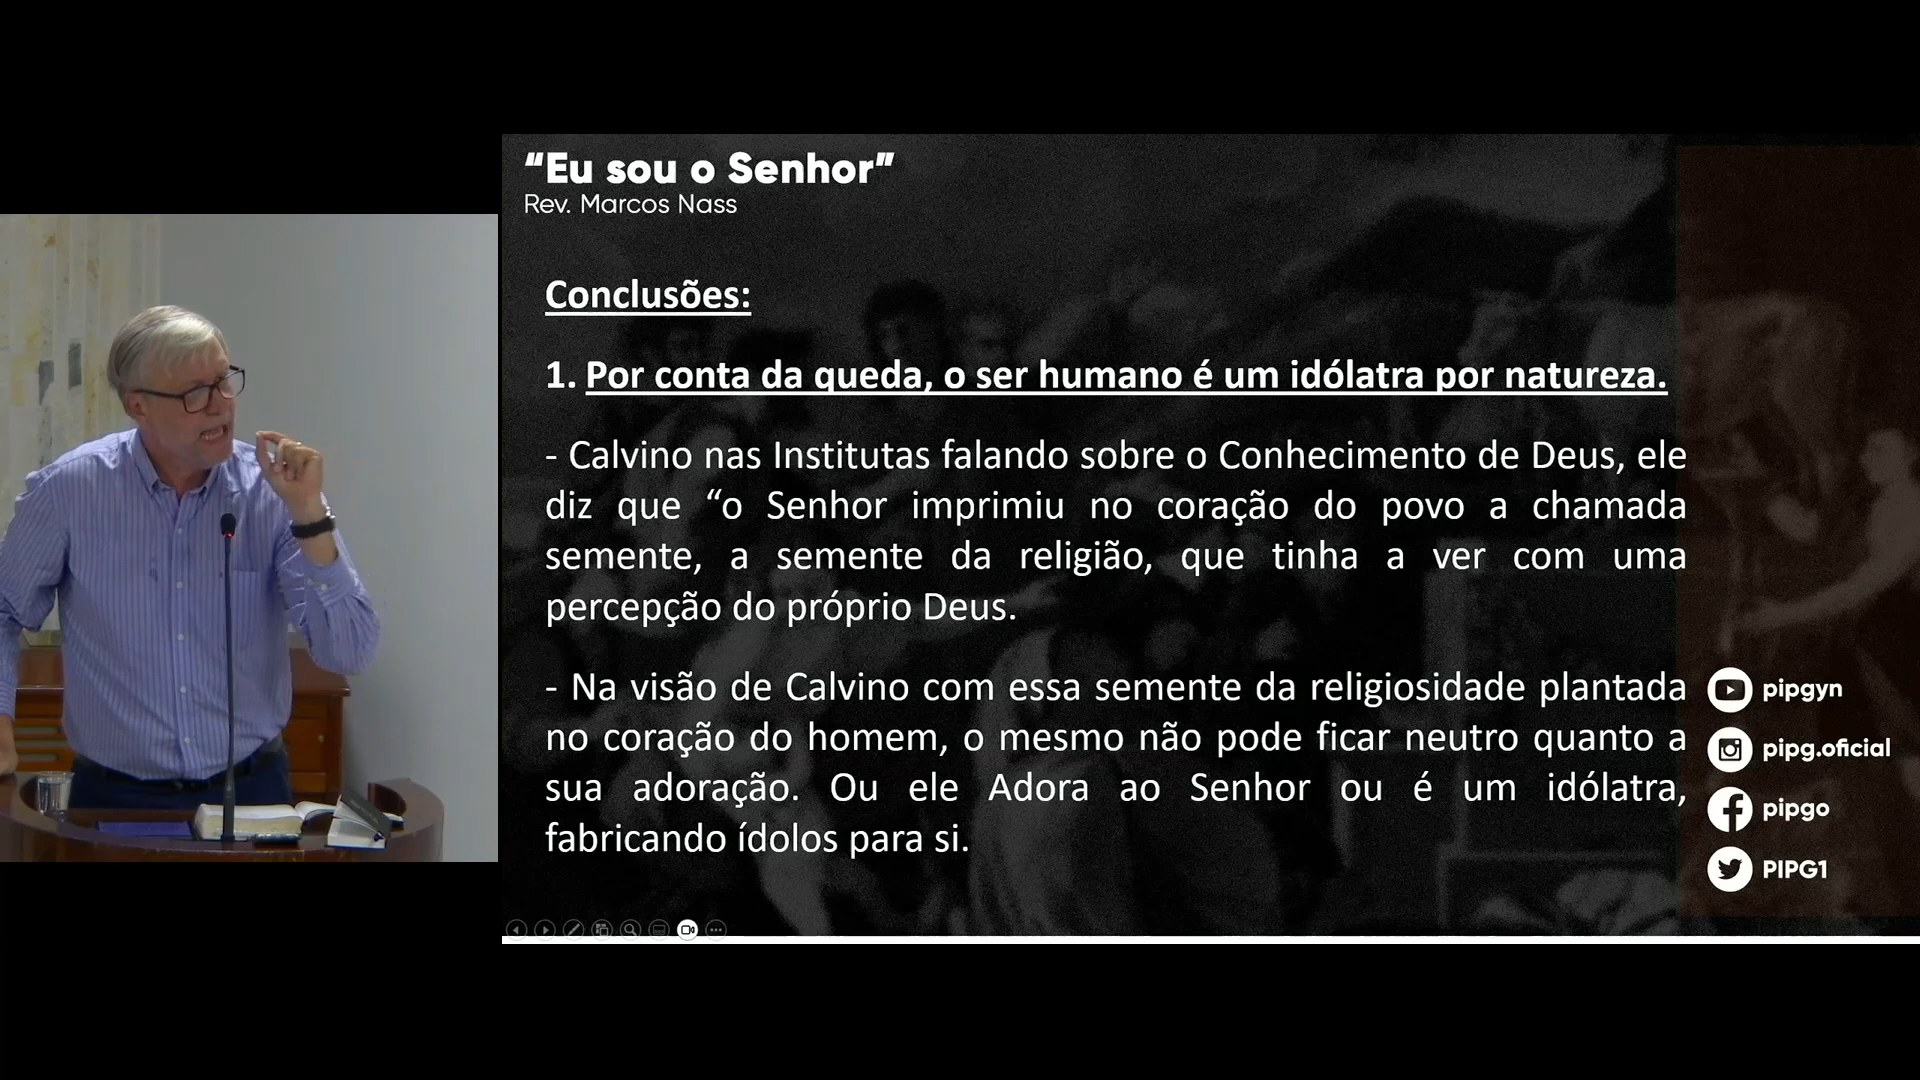 “Eu sou o Senhor”
Rev. Marcos Nass
Conclusões:
1. Por conta da queda, o ser humano é um idólatra por natureza.
- Calvino nas Institutas falando sobre o Conhecimento de Deus, ele
diz que “o Senhor imprimiu no coração do povo a chamada
semente, a semente da religião, que tinha a ver com uma
percepção do próprio Deus.
- Na visão de Calvino com essa semente da religiosidade plantada
no coração do homem, o mesmo não pode ficar neutro quanto a
sua adoração. Ou ele Adora ao Senhor ou é um idólatra,
fabricando ídolos para si.
pipgyn
pipg.oficial
pipgo
PIPG1